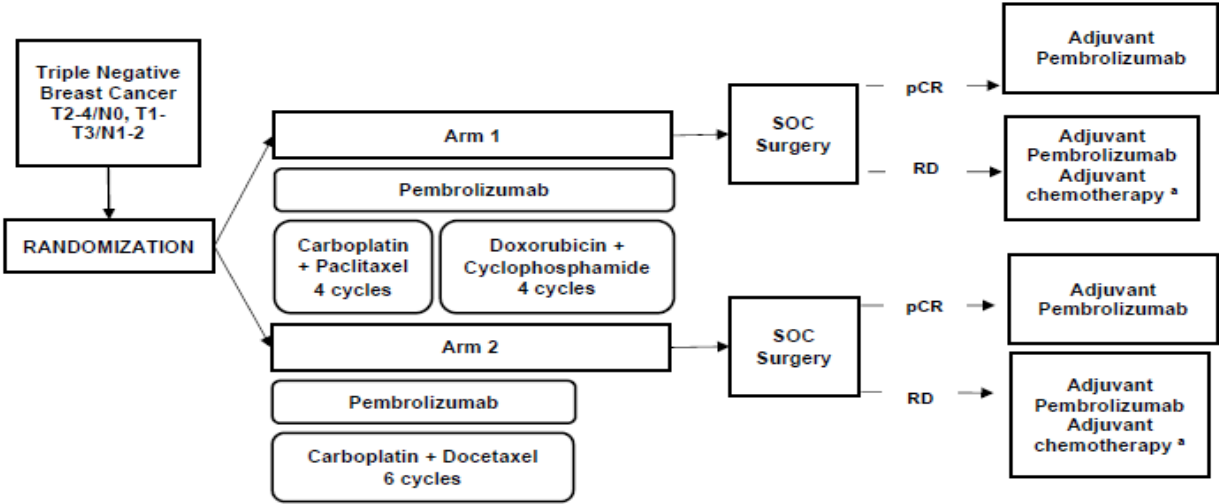 Triple Negative
Breast Cancer
T2-4/N0, T1-
T3/N1-2
RANDOMIZATION
Arm 1
Pembrolizumab
Carboplatin
+ Paclitaxel
4 cycles
Doxorubicin +
Cyclophosphamide
4 cycles
SOC
Surgery
pCR
Adjuvant
Pembrolizumab
RD
Adjuvant
Pembrolizumab
Adjuvant
chemotherapy ª
Arm 2
Pembrolizumab
Carboplatin + Docetaxel
6 cycles
SOC
Surgery
pCR
Adjuvant
Pembrolizumab
RD
Adjuvant
Pembrolizumab
Adjuvant
chemotherapy ª